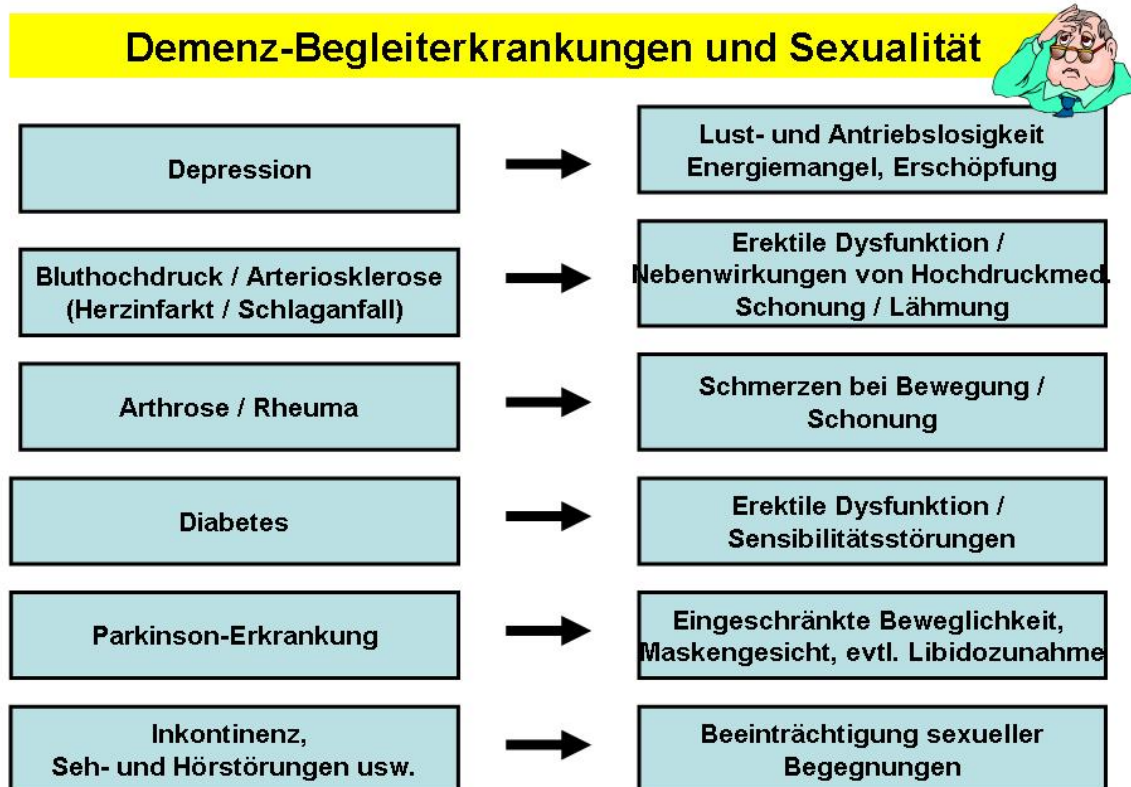 Demenz-Begleiterkrankungen und Sexualität
Depression
Lust- und Antriebslosigkeit
Energiemangel, Erschöpfung
Bluthochdruck / Arteriosklerose
(Herzinfarkt / Schlaganfall)
Erektile Dysfunktion /
Nebenwirkungen von Hochdruckmed.
Schonung / Lähmung
Arthrose / Rheuma
Schmerzen bei Bewegung /
Schonung
Diabetes
Erektile Dysfunktion /
Sensibilitätsstörungen
Parkinson-Erkrankung
Eingeschränkte Beweglichkeit,
Maskengesicht, evtl. Libidozunahme
Inkontinenz,
Seh- und Hörstörungen usw.
Beeinträchtigung sexueller
Begegnungen